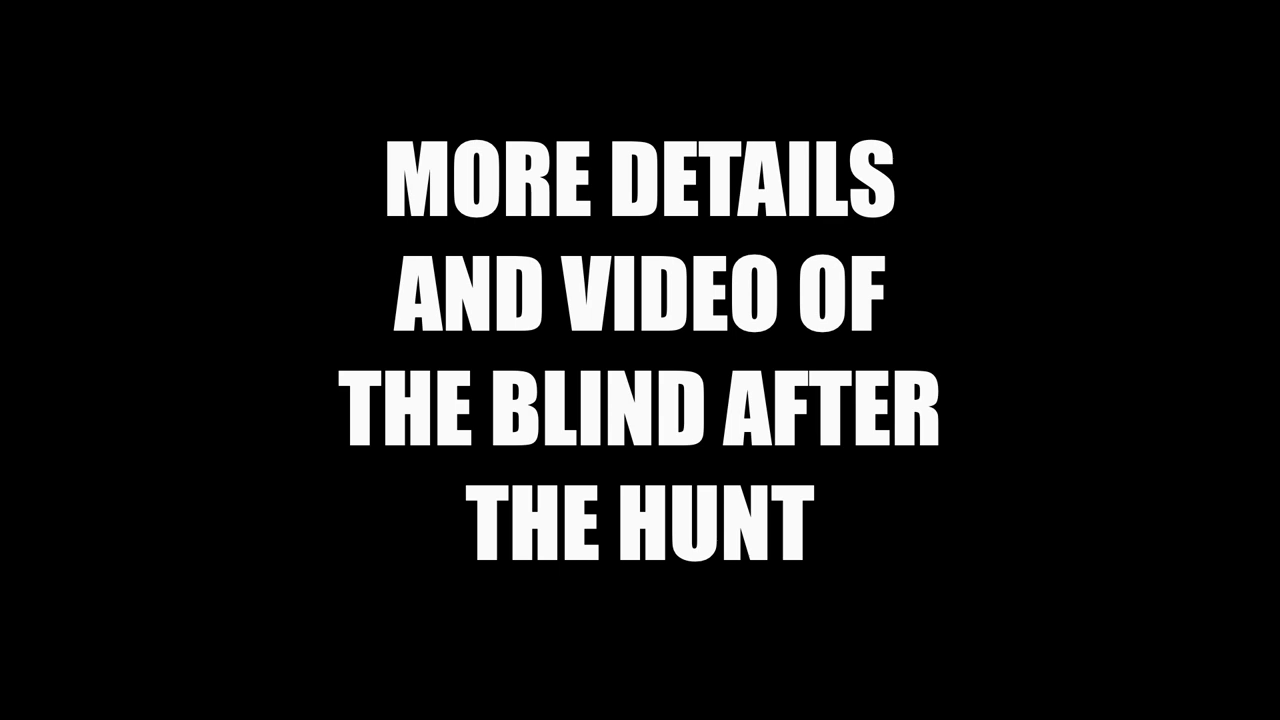 MORE DETAILS
AND VIDEO OF
THE BLIND AFTER
THE HUNT